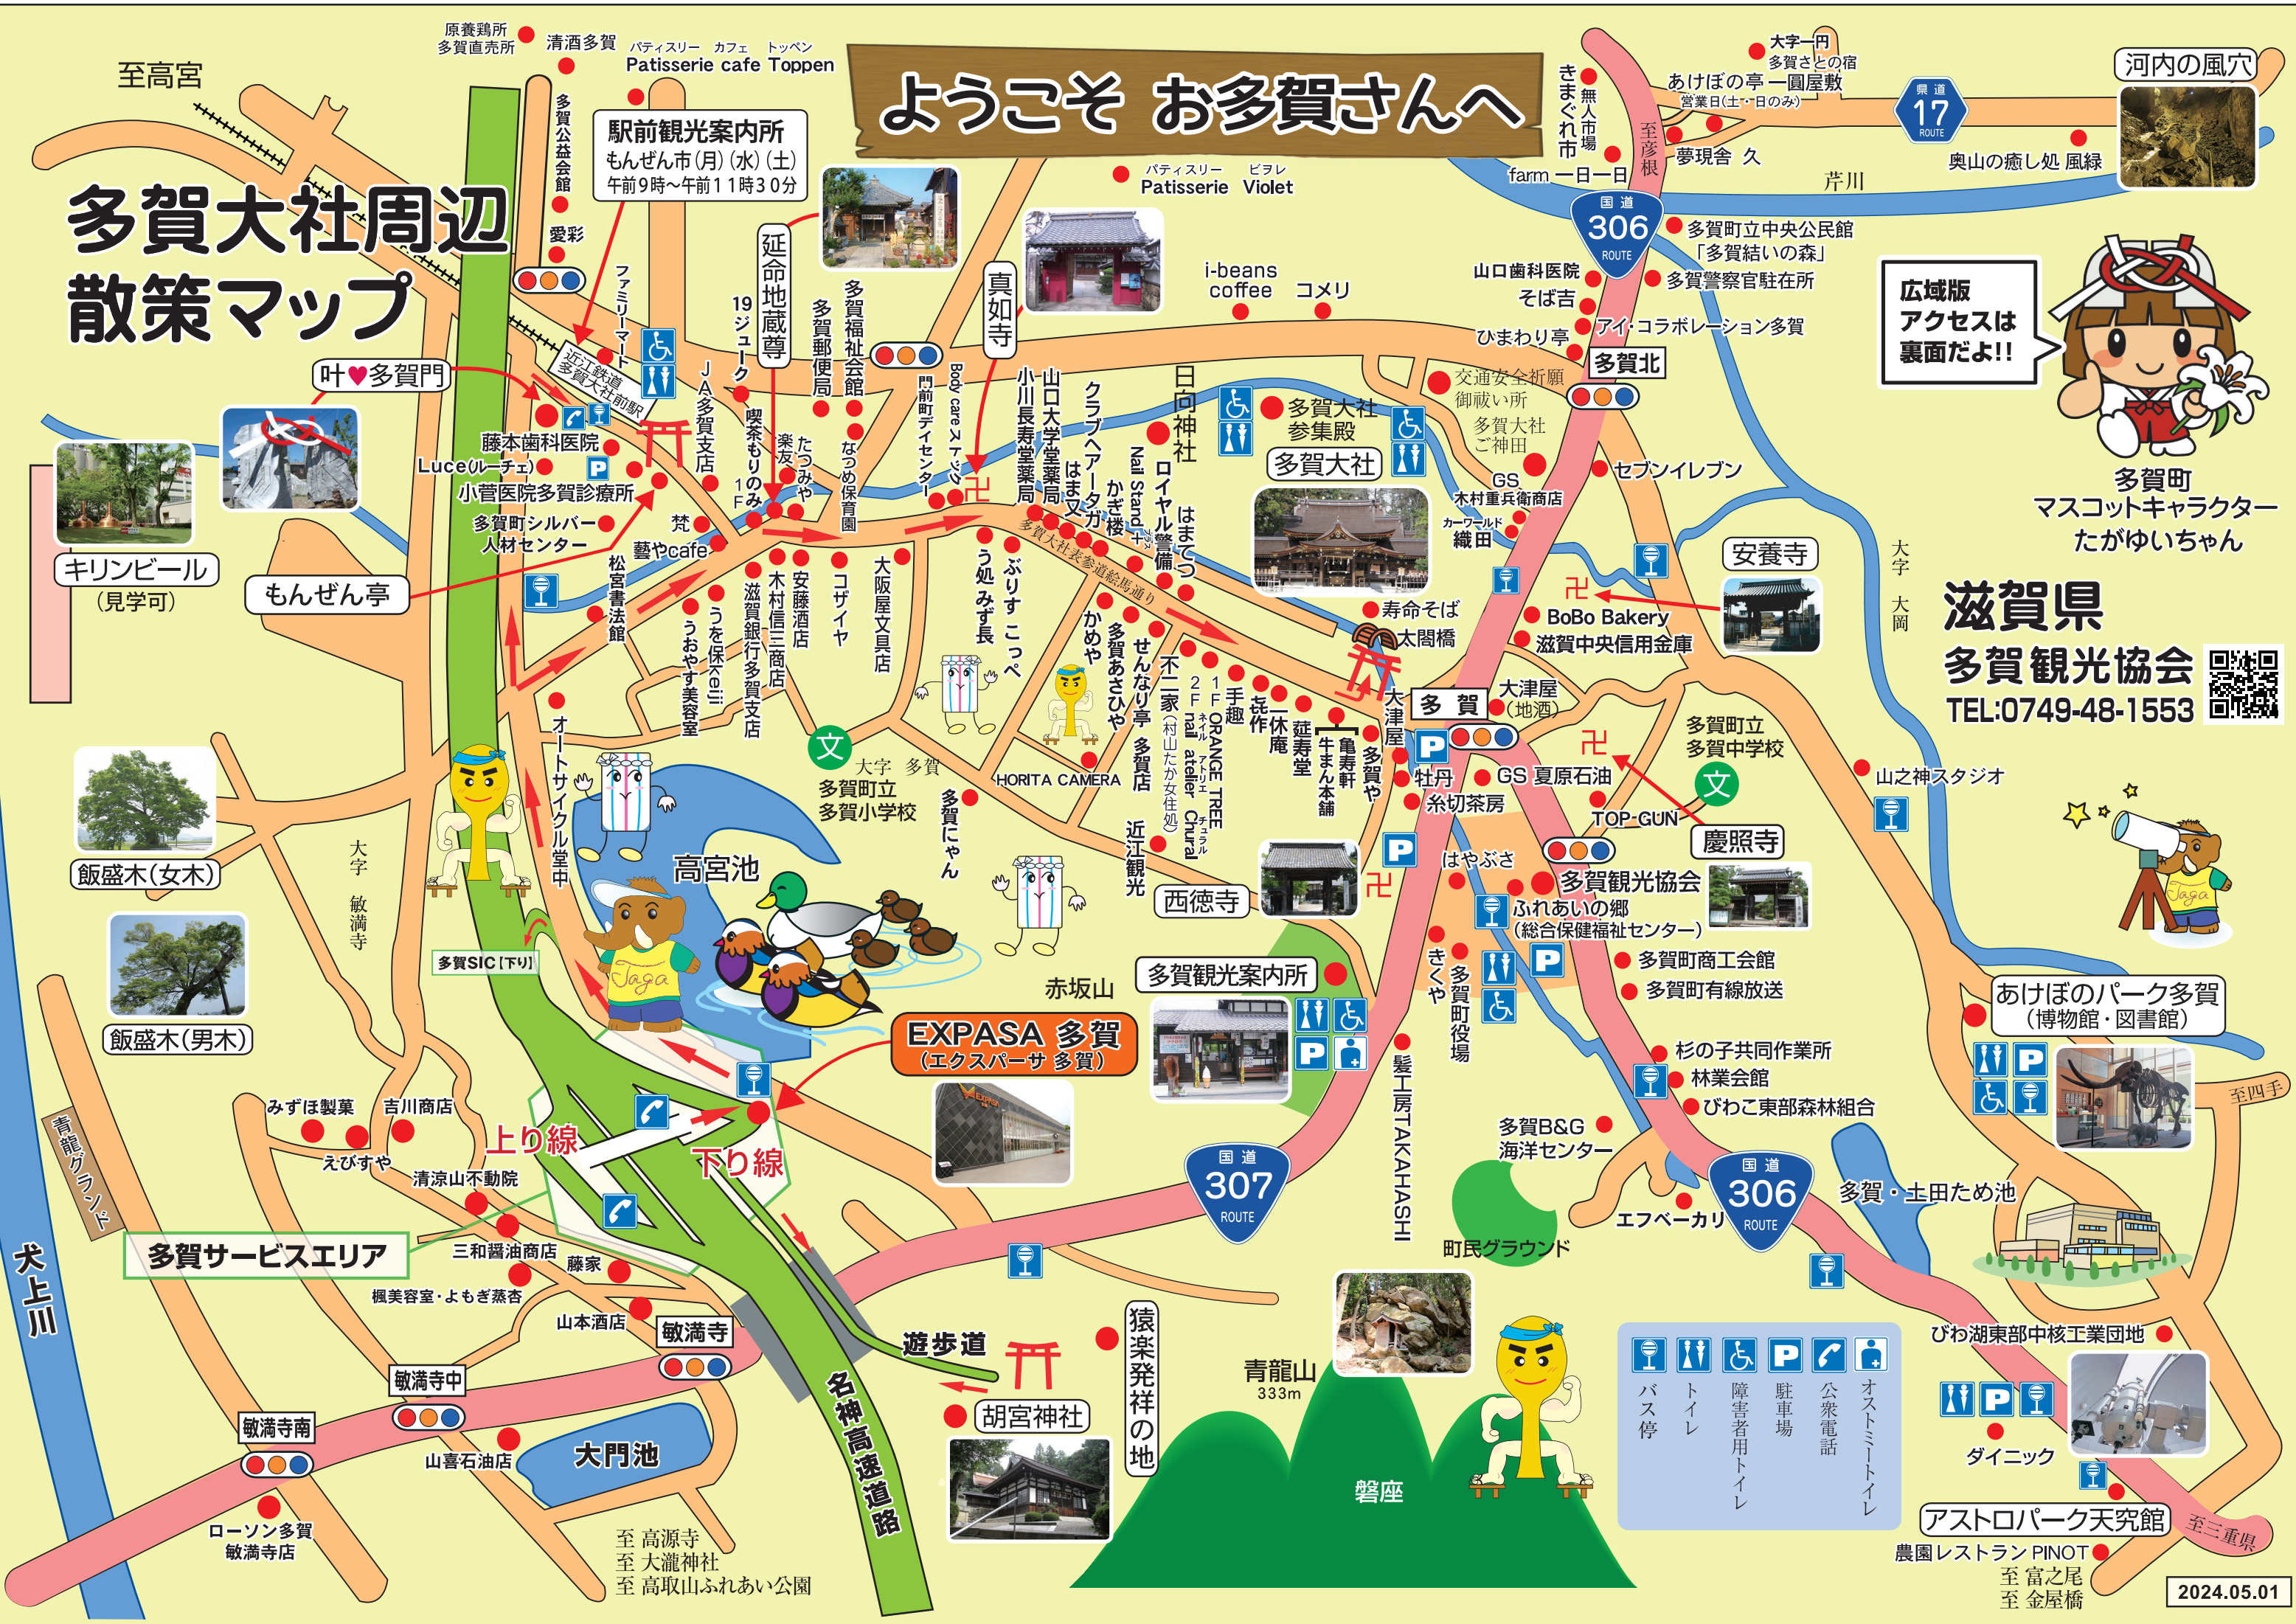 ようこそ お多賀さんへ
多賀大社周辺
散策マップ
至高宮
原養鶏所
多賀直売所
清酒多賀
パティスリー カフェ トッペン
Patisserie cafe Toppen
多賀公益会館
愛彩
駅前観光案内所
もんぜん市(月)(水)(土)
午前9時～午前11時30分
ファミリーマート
近江鉄道
多賀大社前駅
叶♥多賀門
藤本歯科医院
Luce(ルーチェ)
小菅医院多賀診療所
多賀町シルバー
人材センター
もんぜん亭
キリンビール
(見学可)
JA多賀支店
19ジューク
延命地蔵尊
多賀郵便局
多賀福祉会館
喫茶もりのみ
1F
楽友
たつみや
なつめ保育園
門前町デイセンター
Body careストック
真如寺
パティスリー ビヲレ
Patisserie Violet
i-beans
coffee
コメリ
小川長寿堂薬局
山口大学堂薬局
はま又
クラブヘアータガ
かぎ楼
Nail Stand＋
プラス
ロイヤル警備
はまてつ
日向神社
多賀大社
参集殿
多賀大社
交通安全祈願
御祓い所
多賀大社
ご神田
GS
木村重兵衛商店
カーワールド
織田
きまぐれ市
無人市場
farm 一日一日
至彦根
大字一円
多賀さとの宿
一圓屋敷
あけぼの亭
営業日(土・日のみ)
夢現舎 久
県道
17
ROUTE
奥山の癒し処 風緑
河内の風穴
芹川
国道
306
ROUTE
多賀町立中央公民館
「多賀結いの森」
山口歯科医院
多賀警察官駐在所
そば吉
アイ・コラボレーション多賀
ひまわり亭
多賀北
セブンイレブン
広域版
アクセスは
裏面だよ!!
多賀町
マスコットキャラクター
たがゆいちゃん
滋賀県
多賀観光協会
TEL:0749-48-1553
大字 大岡
安養寺
BoBo Bakery
滋賀中央信用金庫
寿命そば
太閤橋
梵
藝やcafe
松宮書法館
うおやす美容室
うを保keiji
滋賀銀行多賀支店
木村信三商店
安藤酒店
コザイヤ
大阪屋文具店
う処 みず長
ぶりす こっぺ
多賀大社表参道絵馬通り
かめや
多賀あさひや
せんなり亭 多賀店
不二家
(村山たか女住処)
2F nail atelier Chural
ネイル アトリエ チュラル
1F ORANGE TREE
手趣
㐂作
一休庵
莚寿堂
亀寿軒
牛まん本舗
多賀や
大津屋
多賀
大津屋
(地酒)
牡丹
糸切茶房
GS 夏原石油
TOP-GUN
多賀町立
多賀中学校
文
慶照寺
山之神スタジオ
オートサイクル堂中
文
大字 多賀
多賀町立
多賀小学校
HORITA CAMERA
多賀にゃん
近江観光
西徳寺
はやぶさ
多賀観光協会
ふれあいの郷
(総合保健福祉センター)
きくや
多賀町役場
多賀町商工会館
多賀町有線放送
飯盛木(女木)
飯盛木(男木)
大字 敏満寺
高宮池
Taga
Taga
多賀SIC【下り】
赤坂山
多賀観光案内所
EXPASA 多賀
(エクスパーサ 多賀)
髪工房TAKAHASHI
あけぼのパーク多賀
(博物館・図書館)
杉の子共同作業所
林業会館
びわこ東部森林組合
至四手
多賀B&G
海洋センター
エフベーカリ
国道
306
ROUTE
国道
307
ROUTE
多賀・土田ため池
町民グラウンド
青龍グランド
みずほ製菓
吉川商店
えびすや
上り線
下り線
清涼山不動院
多賀サービスエリア
三和醤油商店
藤家
楓美容室・よもぎ蒸杏
山本酒店
犬上川
敏満寺
敏満寺中
敏満寺南
山喜石油店
大門池
ローソン多賀
敏満寺店
名神高速道路
遊歩道
胡宮神社
猿楽発祥の地
青龍山
333m
磐座
至 高源寺
至 大瀧神社
至 高取山ふれあい公園
バス停
トイレ
障害者用トイレ
駐車場
公衆電話
オストミートイレ
びわ湖東部中核工業団地
ダイニック
アストロパーク天究館
至三重県
農園レストラン PINOT
至 富之尾
至 金屋橋
2024.05.01